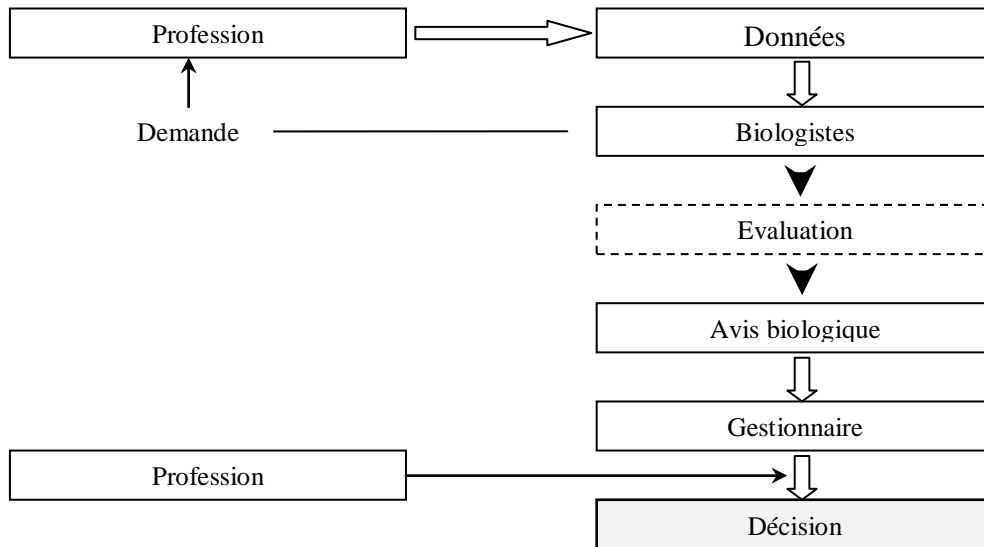 Profession
Données
Demande
Biologistes
Evaluation
Avis biologique
Gestionnaire
Profession
Décision